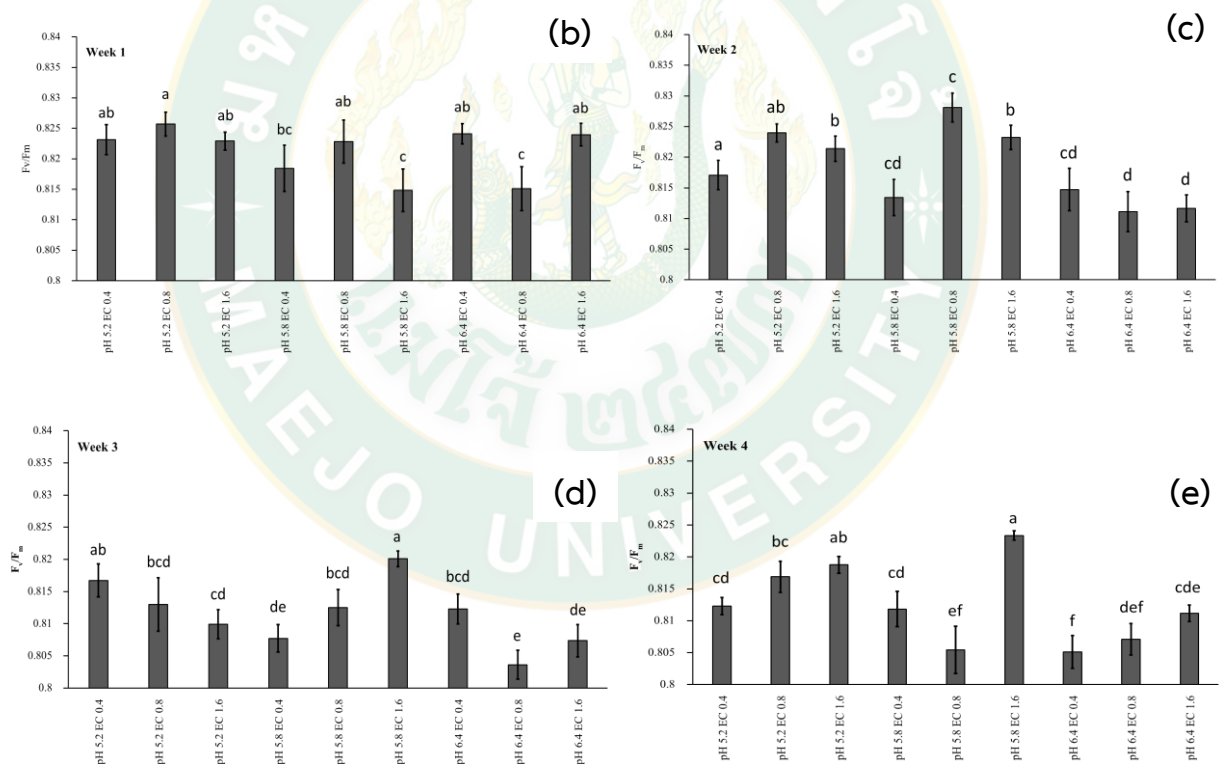 (b)
Week 1
0.84
0.835
0.83
0.825
0.82
0.815
0.81
0.805
0.8
Fv/Fm
ab
a
ab
bc
ab
c
ab
c
ab
pH 5.2 EC 0.4
pH 5.2 EC 0.8
pH 5.2 EC 1.6
pH 5.8 EC 0.4
pH 5.8 EC 0.8
pH 5.8 EC 1.6
pH 6.4 EC 0.4
pH 6.4 EC 0.8
pH 6.4 EC 1.6
(c)
Week 2
0.84
0.835
0.83
0.825
0.82
0.815
0.81
0.805
0.8
Fv/Fm
a
ab
b
cd
c
b
cd
d
d
pH 5.2 EC 0.4
pH 5.2 EC 0.8
pH 5.2 EC 1.6
pH 5.8 EC 0.4
pH 5.8 EC 0.8
pH 5.8 EC 1.6
pH 6.4 EC 0.4
pH 6.4 EC 0.8
pH 6.4 EC 1.6
(d)
Week 3
0.84
0.835
0.83
0.825
0.82
0.815
0.81
0.805
0.8
Fv/Fm
ab
bcd
cd
de
bcd
a
bcd
e
de
pH 5.2 EC 0.4
pH 5.2 EC 0.8
pH 5.2 EC 1.6
pH 5.8 EC 0.4
pH 5.8 EC 0.8
pH 5.8 EC 1.6
pH 6.4 EC 0.4
pH 6.4 EC 0.8
pH 6.4 EC 1.6
(e)
Week 4
0.84
0.835
0.83
0.825
0.82
0.815
0.81
0.805
0.8
Fv/Fm
cd
bc
ab
cd
ef
a
f
def
cde
pH 5.2 EC 0.4
pH 5.2 EC 0.8
pH 5.2 EC 1.6
pH 5.8 EC 0.4
pH 5.8 EC 0.8
pH 5.8 EC 1.6
pH 6.4 EC 0.4
pH 6.4 EC 0.8
pH 6.4 EC 1.6
แม่โจ้ ๒๔๗๗
MAEJO UNIVERSITY